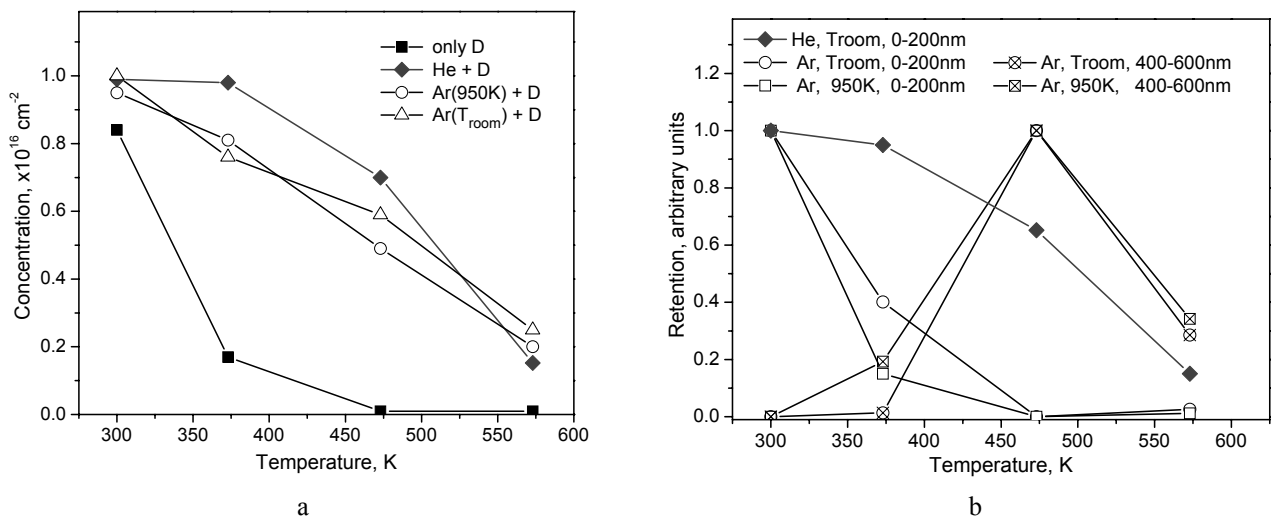 only D
He + D
Ar(950K) + D
Ar(Troom) + D
Concentration, x10^16 cm^-2
1.0
0.8
0.6
0.4
0.2
0.0
300 350 400 450 500 550 600
Temperature, K
a
He, Troom, 0-200nm
Ar, Troom, 0-200nm Ar, Troom, 400-600nm
Ar, 950K, 0-200nm Ar, 950K, 400-600nm
Retention, arbitrary units
1.2
1.0
0.8
0.6
0.4
0.2
0.0
300 350 400 450 500 550 600
Temperature, K
b